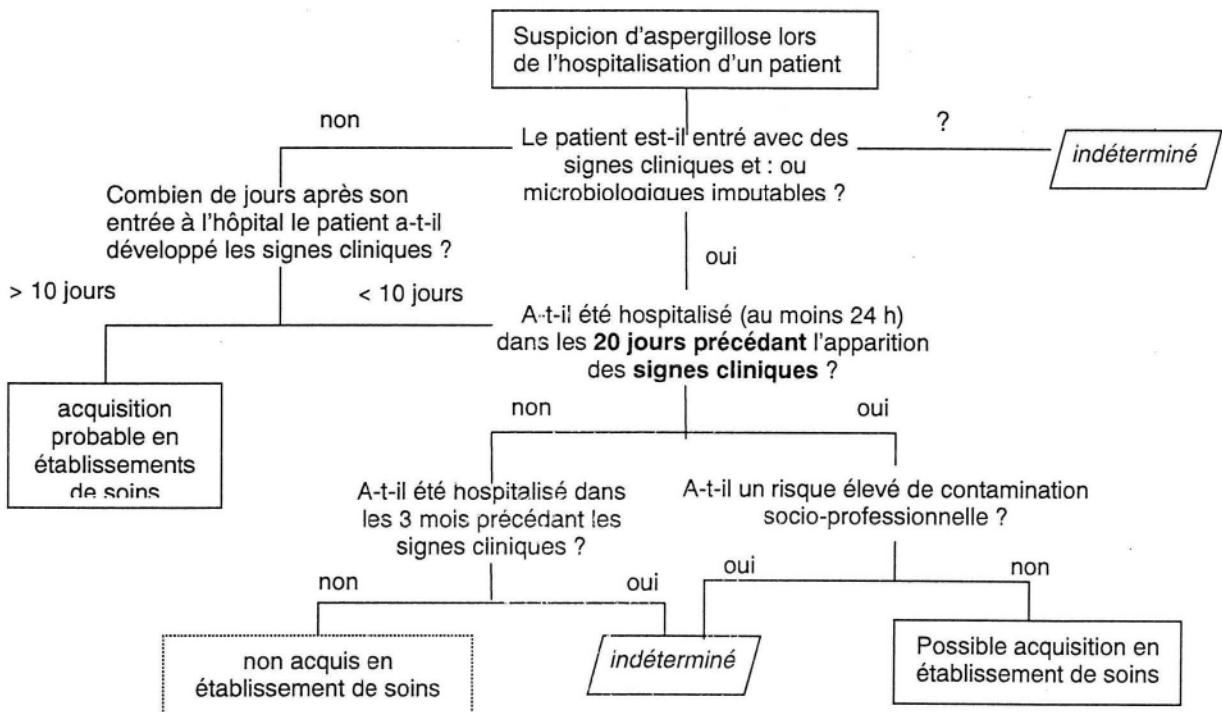 Suspicion d'aspergillose lors
de l'hospitalisation d'un patient
non
?
Le patient est-il entré avec des
signes cliniques et : ou
microbiologiques imputables ?
indéterminé
Combien de jours après son
entrée à l'hôpital le patient a-t-il
développé les signes cliniques ?
oui
> 10 jours
< 10 jours
A-t-il été hospitalisé (au moins 24 h)
dans les 20 jours précédant l'apparition
des signes cliniques ?
acquisition
probable en
établissements
de soins
non
oui
A-t-il été hospitalisé dans
les 3 mois précédant les
signes cliniques ?
A-t-il un risque élevé de contamination
socio-professionnelle ?
non
oui
oui
non
non acquis en
établissement de soins
indéterminé
Possible acquisition en
établissement de soins